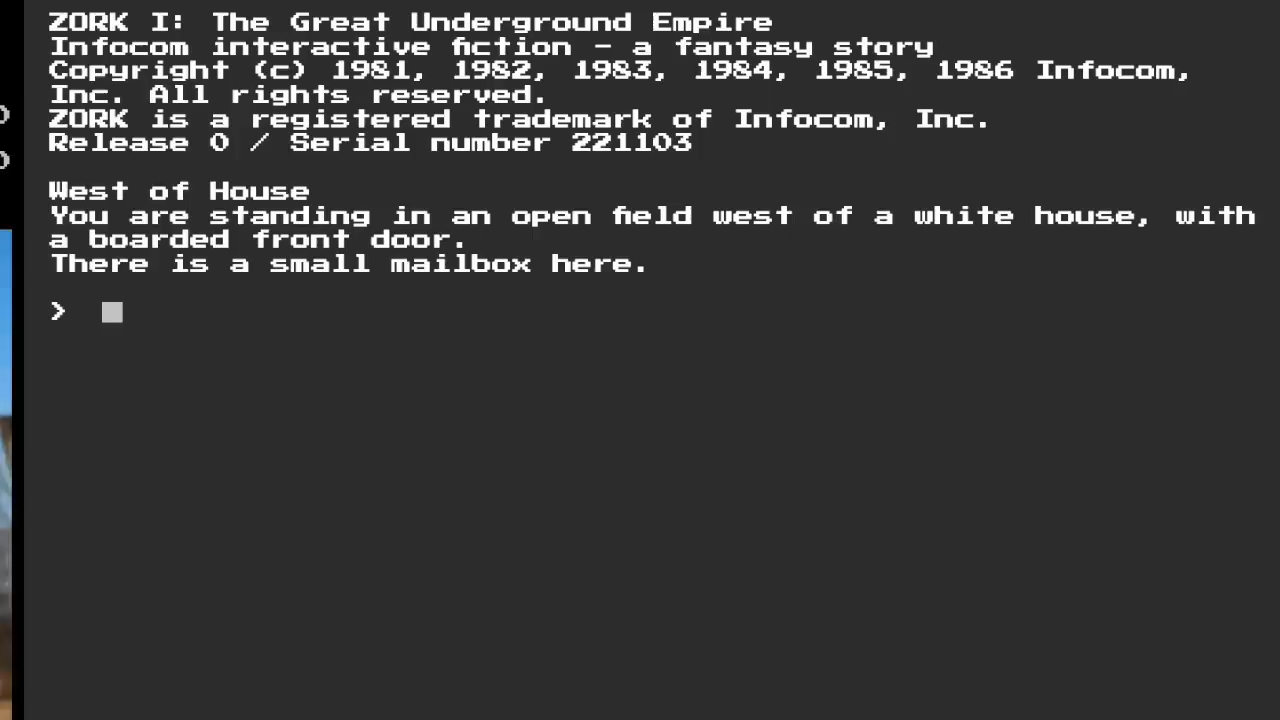 ZORK I: The Great Underground Empire
Infocom interactive fiction - a fantasy story
Copyright (c) 1981, 1982, 1983, 1984, 1985, 1986 Infocom,
Inc. All rights reserved.
ZORK is a registered trademark of Infocom, Inc.
Release 0 / Serial number 221103
West of House
You are standing in an open field west of a white house, with
a boarded front door.
There is a small mailbox here.
>